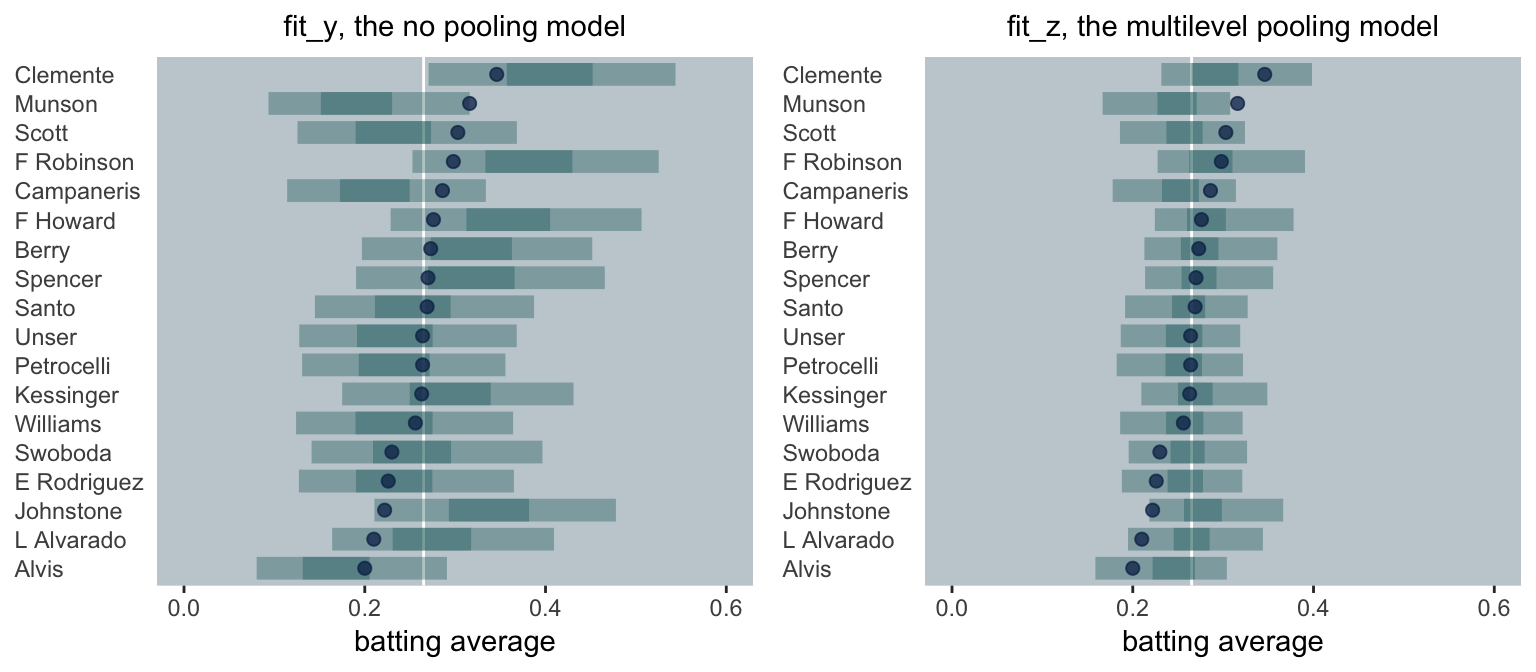 fit_y, the no pooling model
Clemente
Munson
Scott
F Robinson
Campaneris
F Howard
Berry
Spencer
Santo
Unser
Petrocelli
Kessinger
Williams
Swoboda
E Rodriguez
Johnstone
L Alvarado
Alvis
0.0 0.2 0.4 0.6
batting average
fit_z, the multilevel pooling model
Clemente
Munson
Scott
F Robinson
Campaneris
F Howard
Berry
Spencer
Santo
Unser
Petrocelli
Kessinger
Williams
Swoboda
E Rodriguez
Johnstone
L Alvarado
Alvis
0.0 0.2 0.4 0.6
batting average